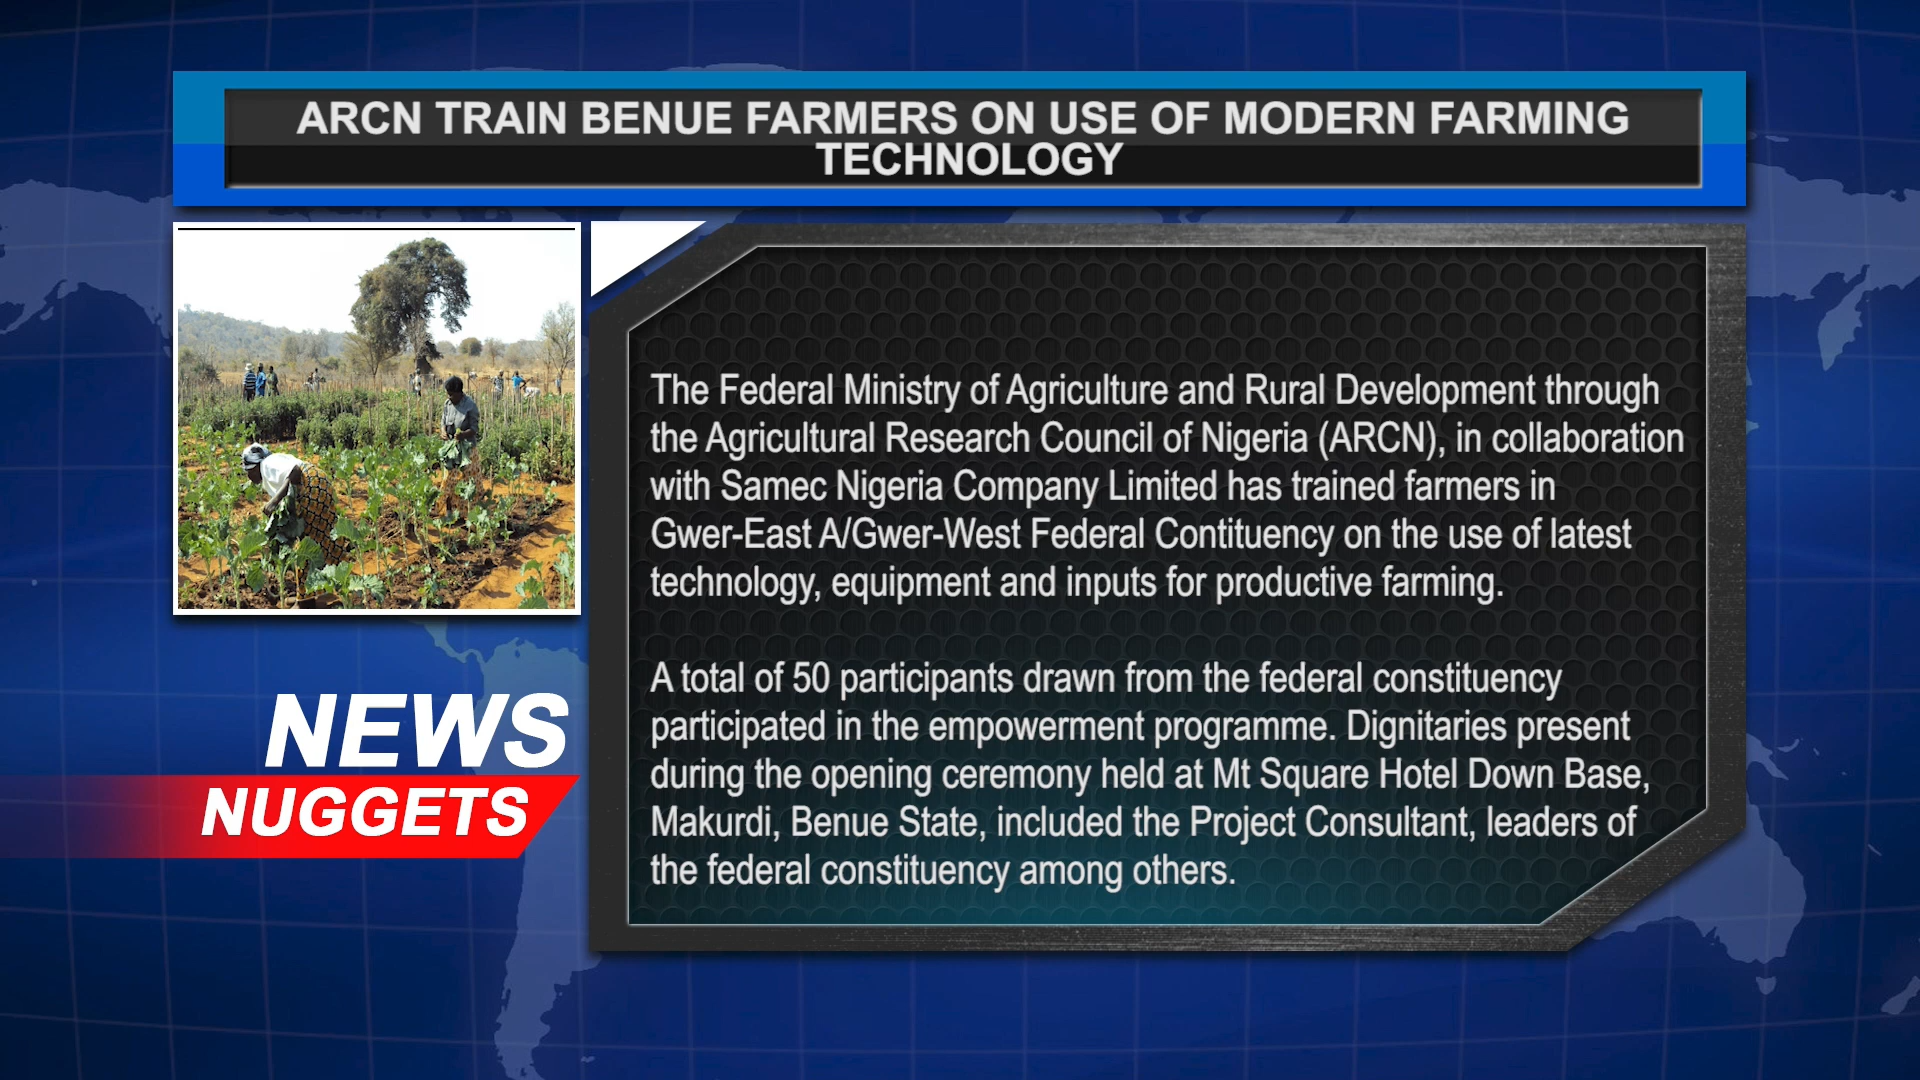 ARCN TRAIN BENUE FARMERS ON USE OF MODERN FARMING
TECHNOLOGY
The Federal Ministry of Agriculture and Rural Development through
the Agricultural Research Council of Nigeria (ARCN), in collaboration
with Samec Nigeria Company Limited has trained farmers in
Gwer-East A/Gwer-West Federal Contituency on the use of latest
technology, equipment and inputs for productive farming.
A total of 50 participants drawn from the federal constituency
participated in the empowerment programme. Dignitaries present
during the opening ceremony held at Mt Square Hotel Down Base,
Makurdi, Benue State, included the Project Consultant, leaders of
the federal constituency among others.
NEWS
NUGGETS